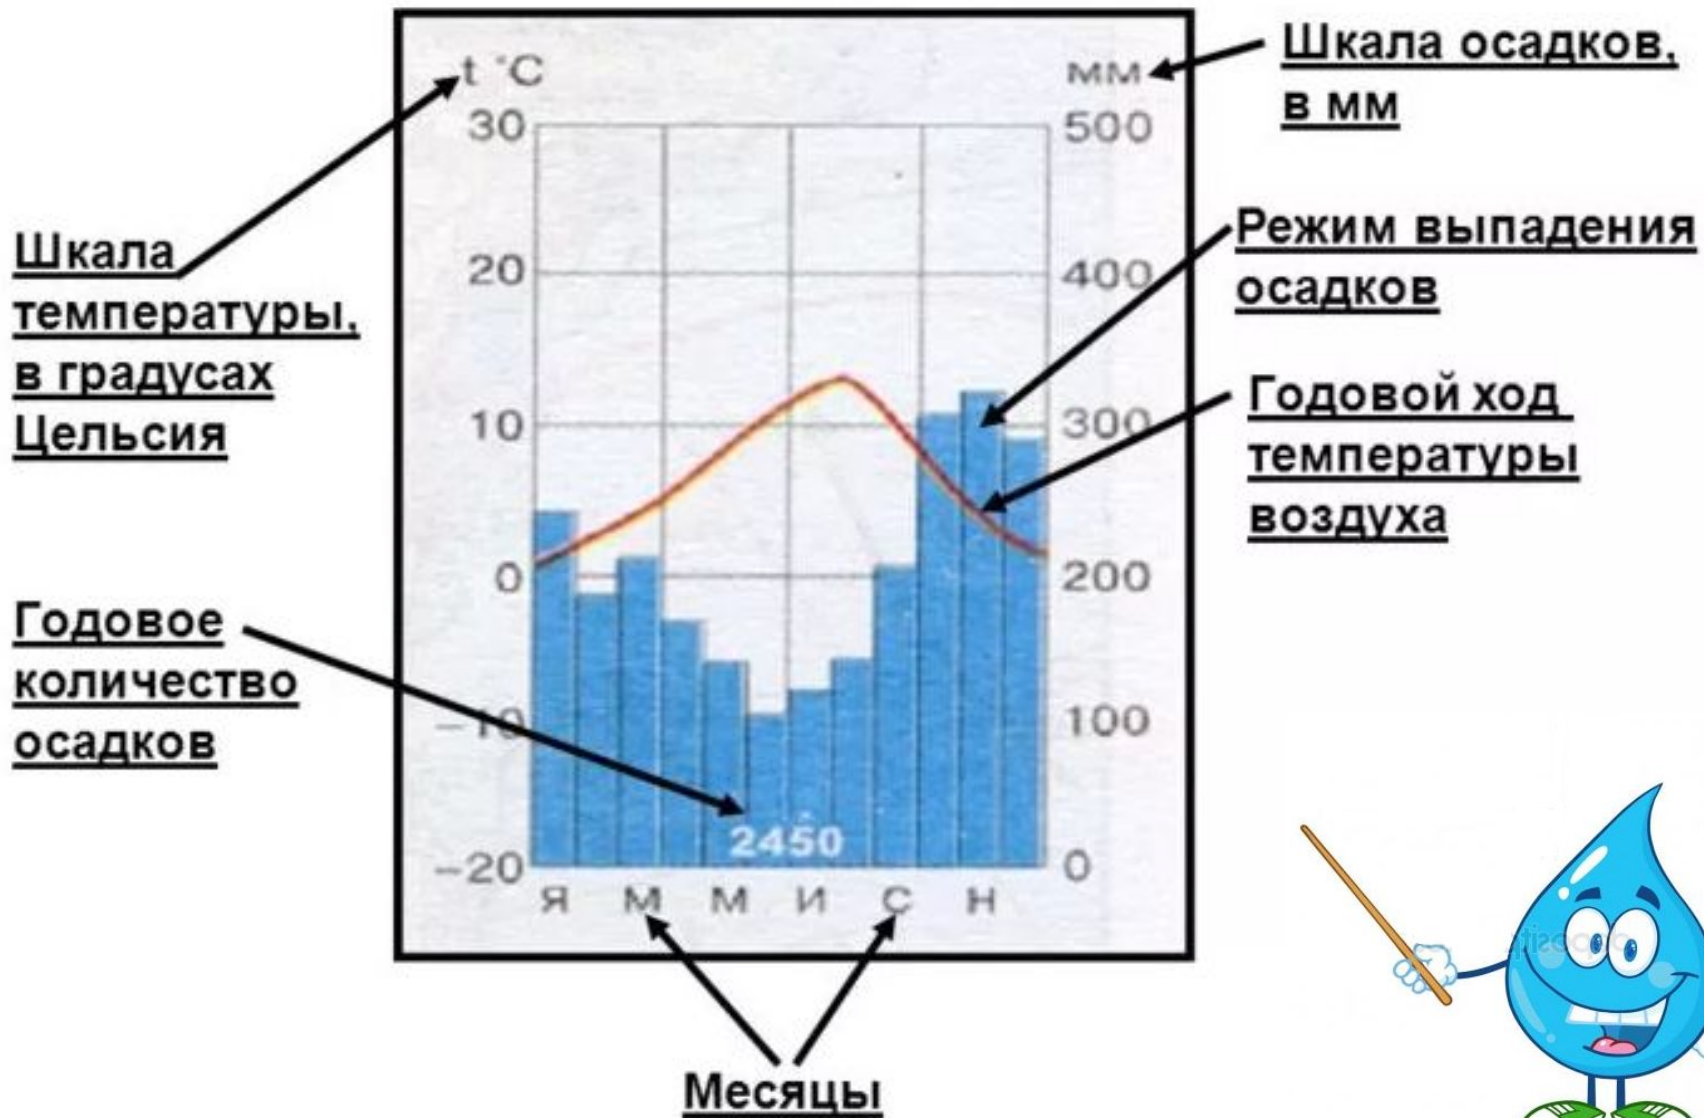 t °C
мм
Шкала осадков,
в мм
30
500
Режим выпадения
осадков
Шкала
температуры,
в градусах
Цельсия
20
400
Годовой ход
температуры
воздуха
10
300
0
200
Годовое
количество
осадков
-10
100
2450
-20
0
Я М М И С Н
Месяцы